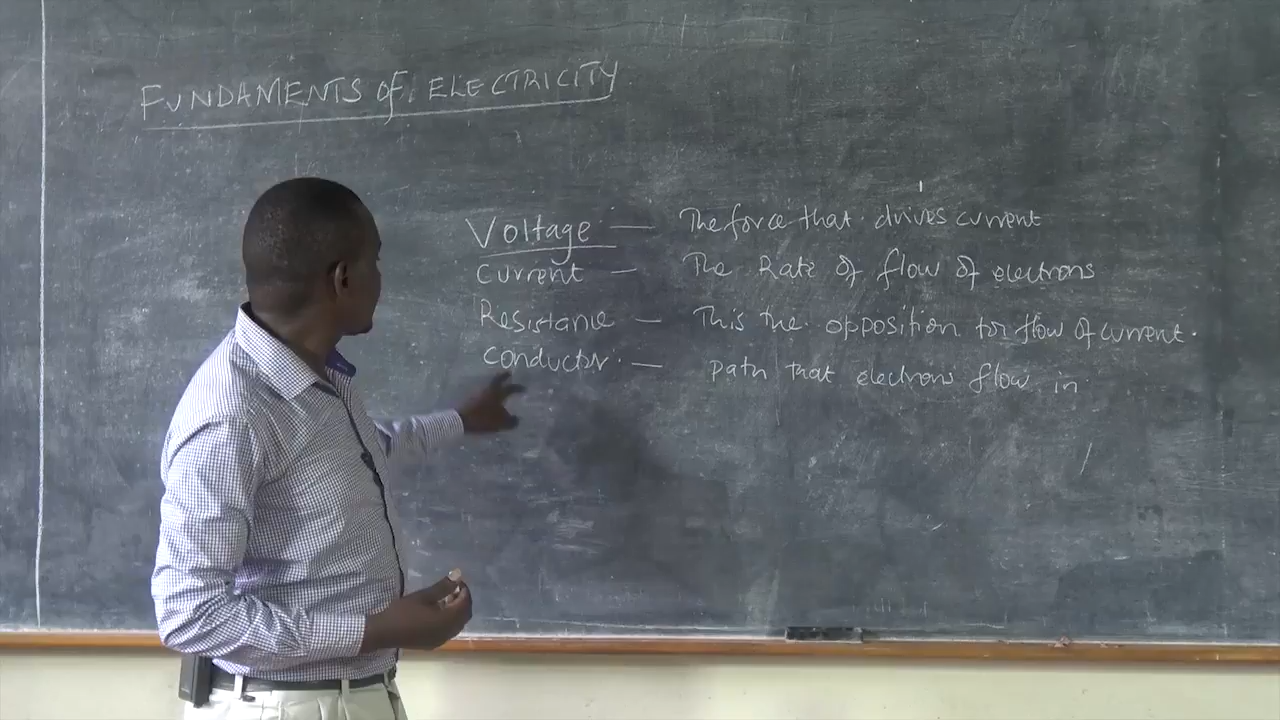 FUNDAMENTS Of ELECTRICITY
Voltage — The force that drives current
Current — The Rate of flow of electrons
Resistance — This the opposition for flow of current.
Conductor — path that electrons flow in